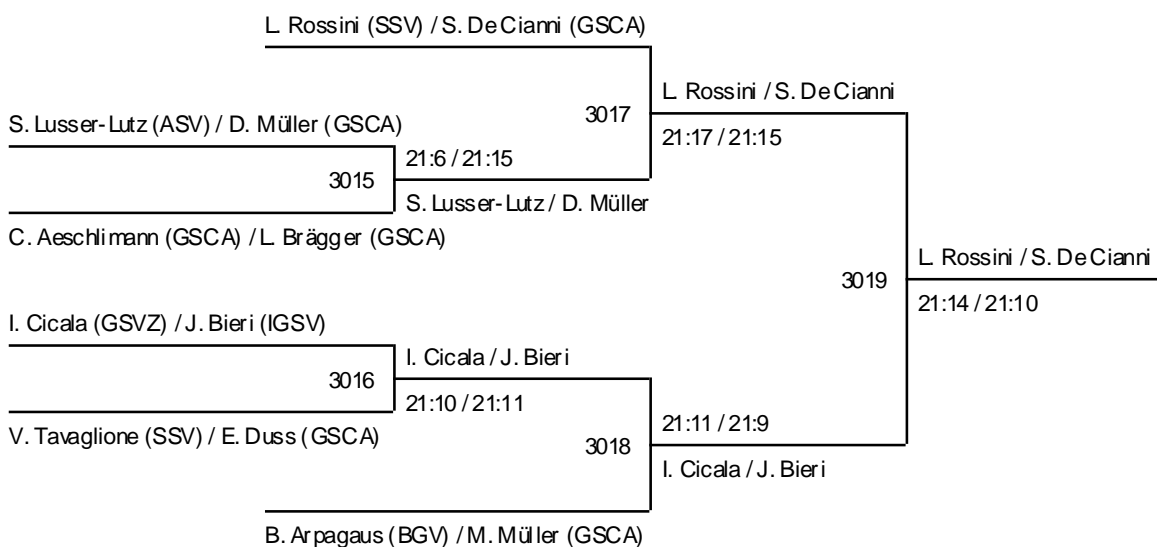 L. Rossini (SSV) / S. De Cianni (GSCA)
L. Rossini / S. De Cianni
3017
S. Lusser-Lutz (ASV) / D. Müller (GSCA)
21:17 / 21:15
21:6 / 21:15
3015
S. Lusser-Lutz / D. Müller
C. Aeschlimann (GSCA) / L. Brägger (GSCA)
L. Rossini / S. De Cianni
3019
21:14 / 21:10
I. Cicala (GSVZ) / J. Bieri (IGSV)
I. Cicala / J. Bieri
3016
21:10 / 21:11
21:11 / 21:9
V. Tavaglione (SSV) / E. Duss (GSCA)
3018
I. Cicala / J. Bieri
B. Arpagaus (BGV) / M. Müller (GSCA)